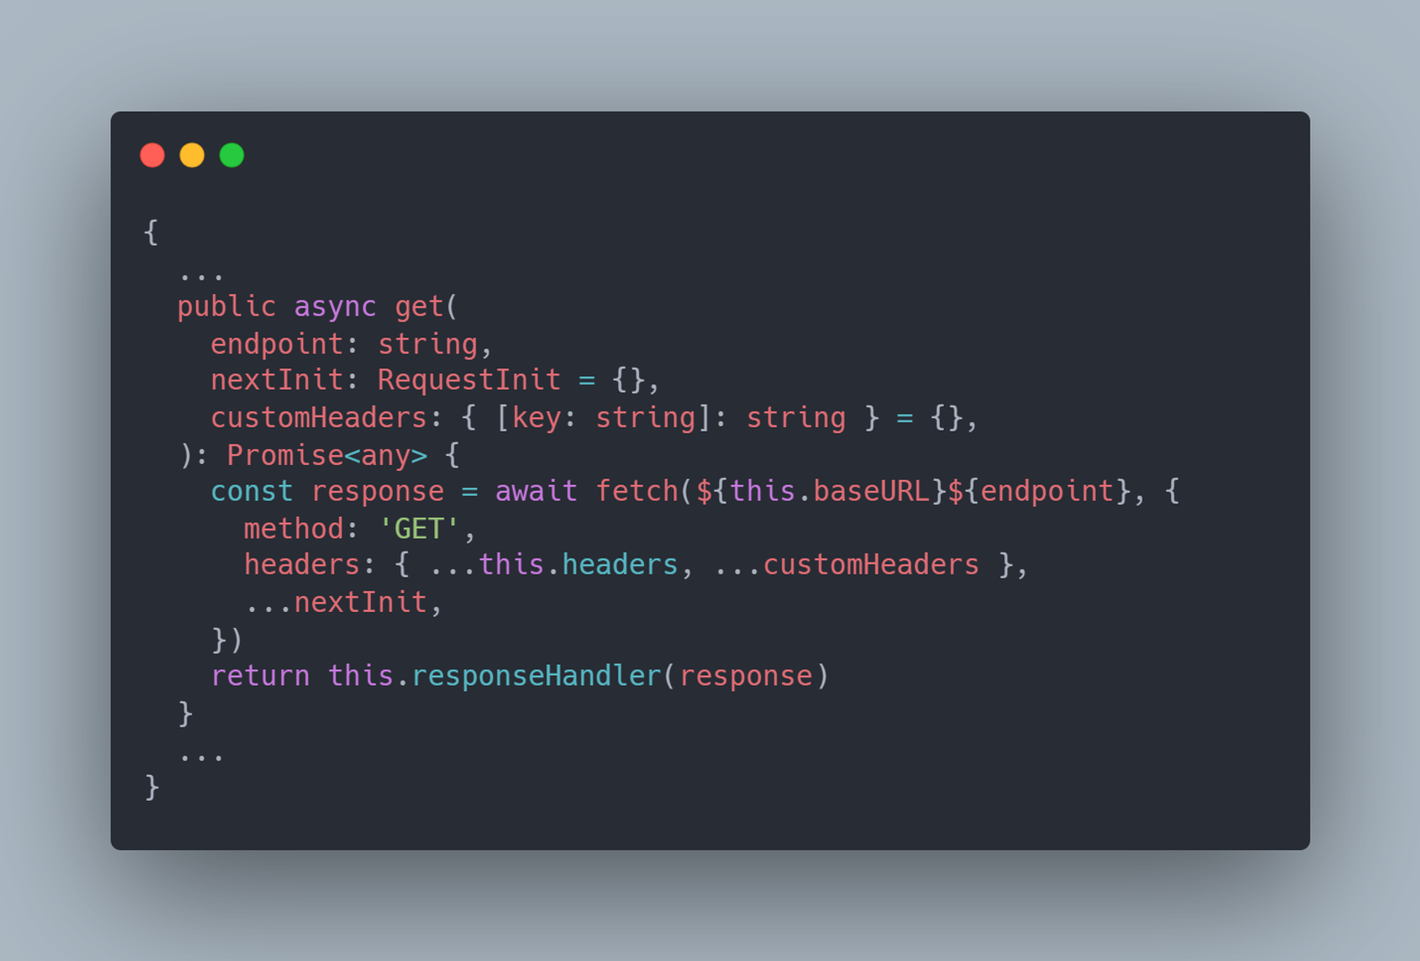 {
  ...
  public async get(
    endpoint: string,
    nextInit: RequestInit = {},
    customHeaders: { [key: string]: string } = {},
  ): Promise<any> {
    const response = await fetch(${this.baseURL}${endpoint}, {
      method: 'GET',
      headers: { ...this.headers, ...customHeaders },
      ...nextInit,
    })
    return this.responseHandler(response)
  }
  ...
}